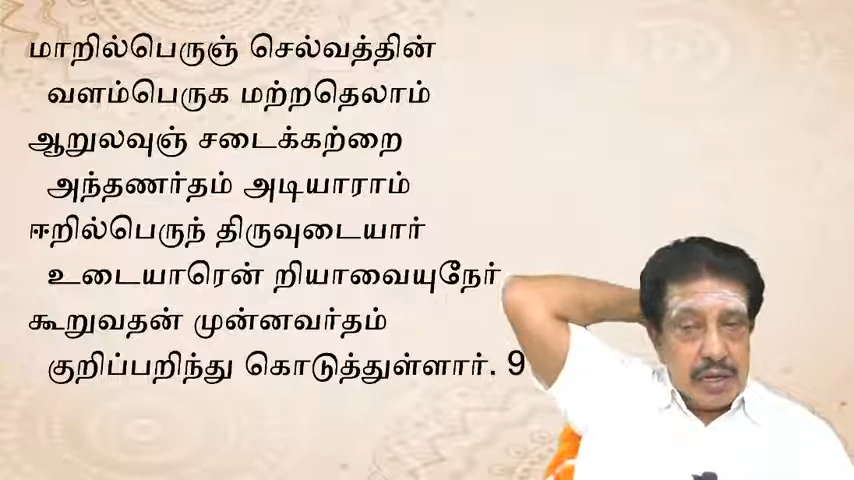 மாறில்பெருஞ் செல்வத்தின்
வளம்பெருக மற்றதெலாம்
ஆறுலவுஞ் சடைக்கற்றை
அந்தணர்தம் அடியாராம்
ஈறில்பெருந் திருவுடையார்
உடையாரென் றியாவையுநேர்
கூறுவதன் முன்னவர்தம்
குறிப்பறிந்து கொடுத்துள்ளார். 9